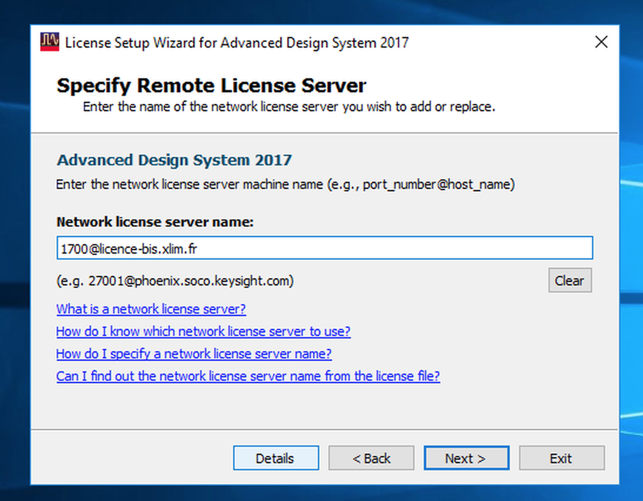 License Setup Wizard for Advanced Design System 2017
Specify Remote License Server
Enter the name of the network license server you wish to add or replace.
Advanced Design System 2017
Enter the network license server machine name (e.g., port_number@host_name)
Network license server name:
1700@licence-bis.xlim.fr
(e.g. 27001@phoenix.soco.keysight.com)
Clear
What is a network license server?
How do I know which network license server to use?
How do I specify a network license server name?
Can I find out the network license server name from the license file?
Details
< Back
Next >
Exit